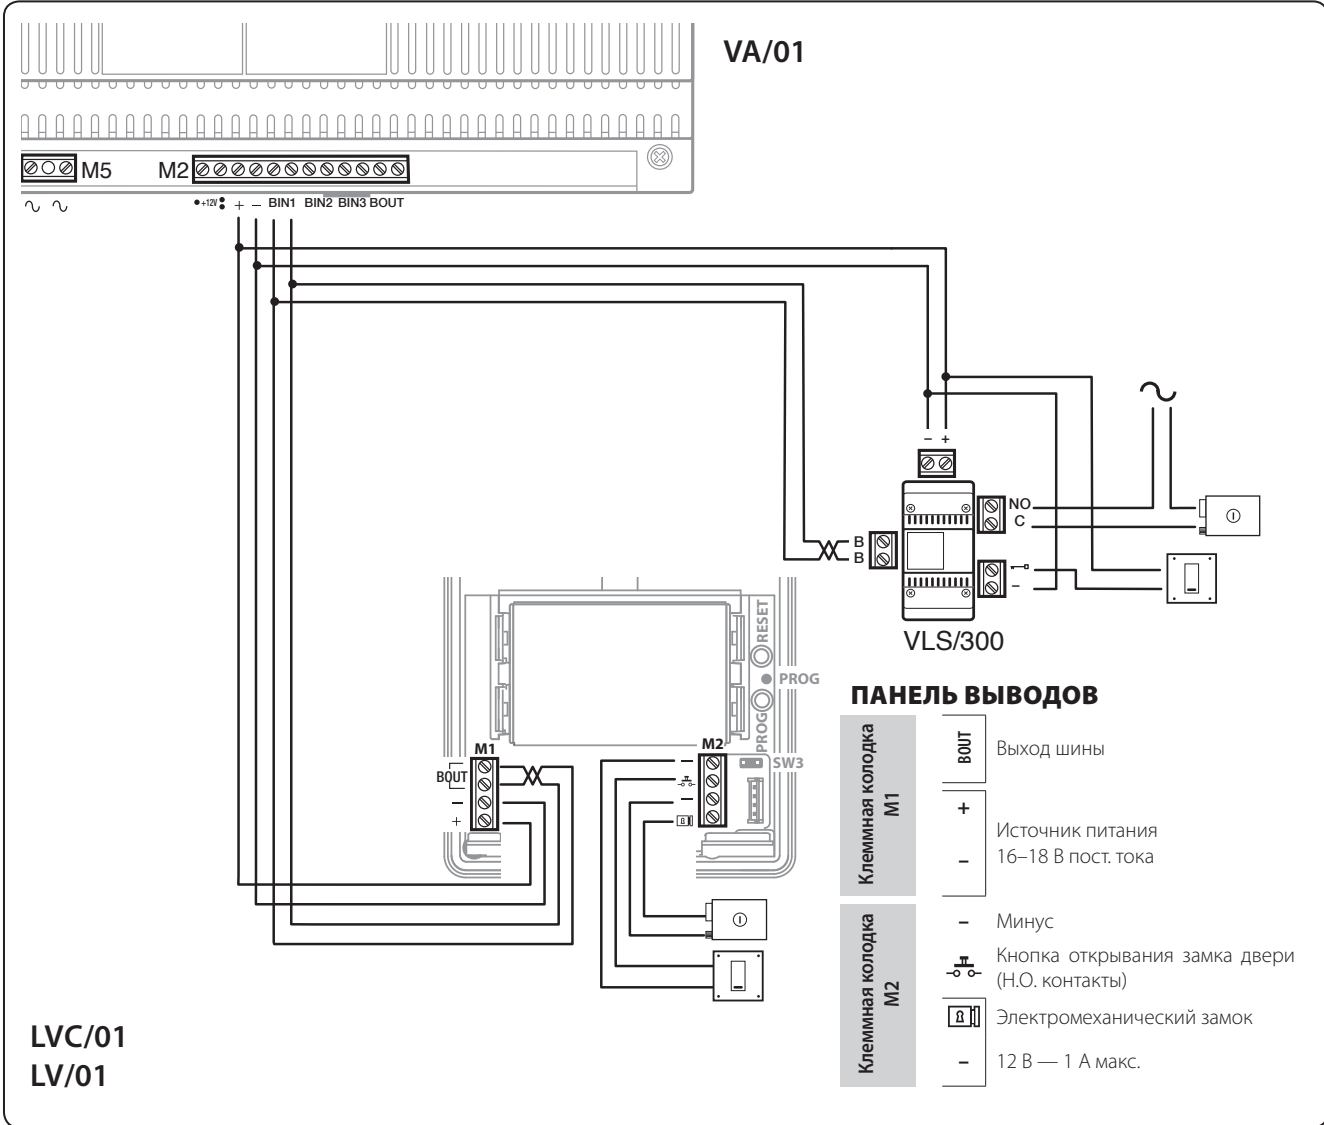 VA/01
M5
M2
+12V
+
–
BIN1
BIN2
BIN3
BOUT
– +
NO
C
B
B
–
VLS/300
RESET
PROG
PROG
SW3
M1
BOUT
–
+
M2
–
–
ПАНЕЛЬ ВЫВОДОВ
Клеммная колодка
M1
BOUT
Выход шины
+
–
Источник питания
16–18 В пост. тока
Клеммная колодка
M2
–
Минус
Кнопка открывания замка двери
(Н.О. контакты)
Электромеханический замок
–
12 В — 1 А макс.
LVC/01
LV/01